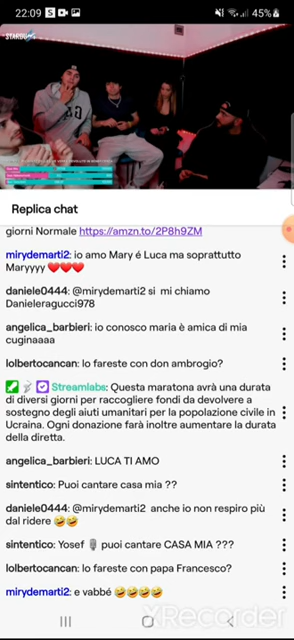 22:09 S 45%
STARDUST
Replica chat
giorni Normale https://amzn.to/2P8h9ZM
mirydemarti2: io amo Mary é Luca ma soprattutto
Maryyyy ❤️❤️❤️
daniele0444: @mirydemarti2 sì mi chiamo
Danieleragucci978
angelica_barbieri: io conosco maria è amica di mia
cuginaaaa
lolbertocancan: lo fareste con don ambrogio?
Streamlabs: Questa maratona avrà una durata
di diversi giorni per raccogliere fondi da devolvere a
sostegno degli aiuti umanitari per la popolazione civile in
Ucraina. Ogni donazione farà inoltre aumentare la durata
della diretta.
angelica_barbieri: LUCA TI AMO
sintentico: Puoi cantare casa mia ??
daniele0444: @mirydemarti2 anche io non respiro più
dal ridere 🤣🤣
sintentico: Yosef 🎙️ puoi cantare CASA MIA ???
lolbertocancan: lo fareste con papa Francesco?
mirydemarti2: e vabbé 🤣🤣🤣🤣
XRecorder